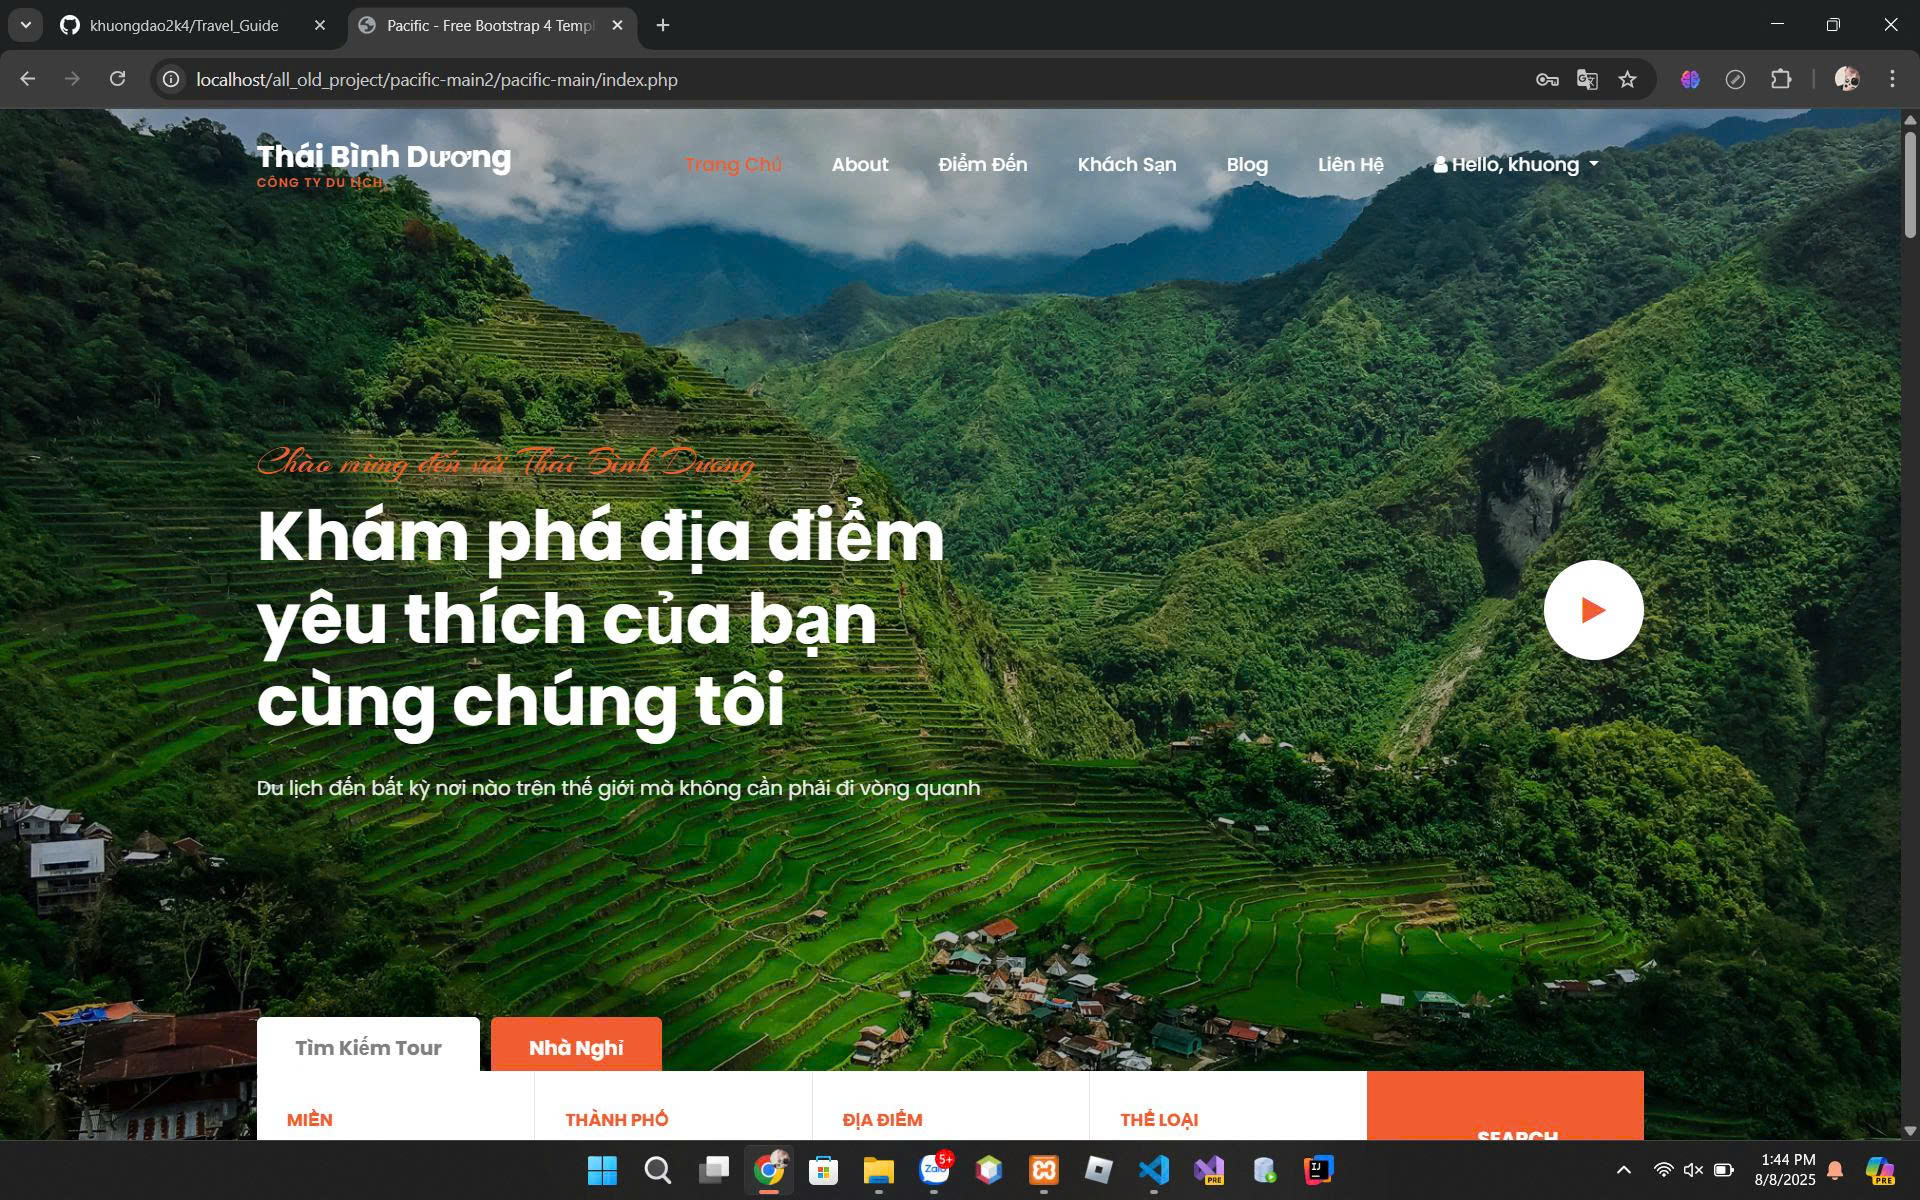 khuongdao2k4/Travel_Guide
Pacific - Free Bootstrap 4 Templ
localhost/all_old_project/pacific-main2/pacific-main/index.php
Thái Bình Dương
CÔNG TY DU LỊCH
Trang Chủ
About
Điểm Đến
Khách Sạn
Blog
Liên Hệ
Hello, khuong
Chào mừng đến với Thái Bình Dương
Khám phá địa điểm
yêu thích của bạn
cùng chúng tôi
Du lịch đến bất kỳ nơi nào trên thế giới mà không cần phải đi vòng quanh
Tìm Kiếm Tour
Nhà Nghỉ
MIỀN
THÀNH PHỐ
ĐỊA ĐIỂM
THỂ LOẠI
SEARCH
Zalo
5+
PRE
IJ
1:44 PM
8/8/2025
PRE